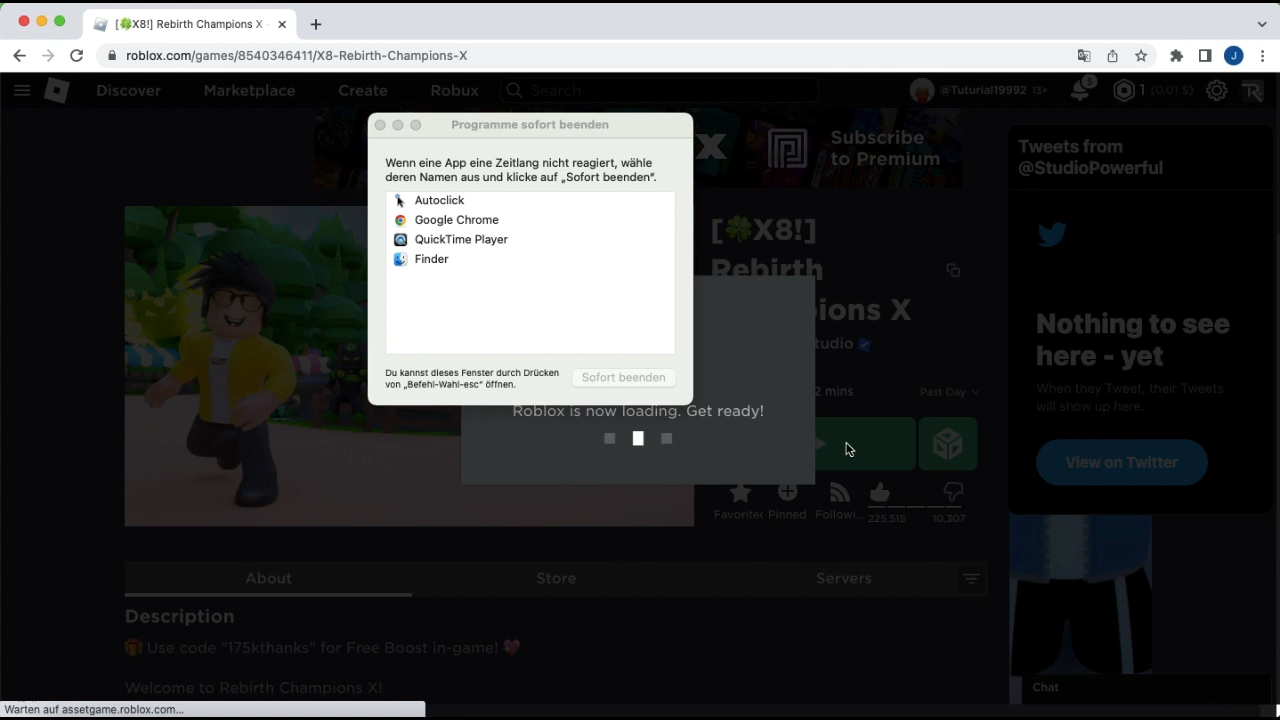 [🍀X8!] Rebirth Champions X -
roblox.com/games/8540346411/X8-Rebirth-Champions-X
J
Discover
Marketplace
Create
Robux
Search
@Tuturial19992 13+
1 (0,01 $)
Programme sofort beenden
Wenn eine App eine Zeitlang nicht reagiert, wähle
deren Namen aus und klicke auf „Sofort beenden“.
Autoclick
Google Chrome
QuickTime Player
Finder
Du kannst dieses Fenster durch Drücken
von „Befehl-Wahl-esc“ öffnen.
Sofort beenden
X
Subscribe
to Premium
Tweets from
@StudioPowerful
[🍀X8!]
Rebirth
ions X
tudio
2 mins
Past Day
Roblox is now loading. Get ready!
Nothing to see
here - yet
When they Tweet, their Tweets
will show up here.
View on Twitter
Favorited
Pinned
Followi...
225,515
10,307
About
Store
Servers
Description
🎁 Use code "175kthanks" for Free Boost in-game! 💖
Welcome to Rebirth Champions X!
Chat
Warten auf assetgame.roblox.com...